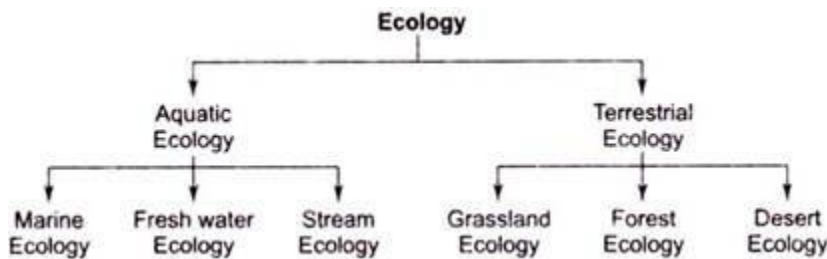 Ecology
Aquatic
Ecology
Terrestrial
Ecology
Marine
Ecology
Fresh water
Ecology
Stream
Ecology
Grassland
Ecology
Forest
Ecology
Desert
Ecology